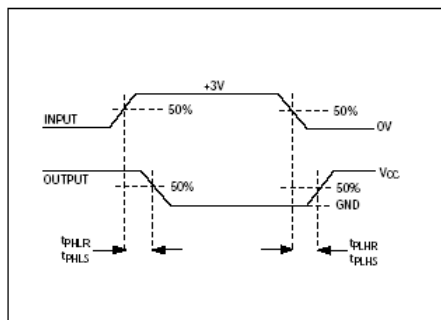 +3V
50%
50%
INPUT
0V
OUTPUT
VCC
50%
50%
GND
tPHLR
tPHLS
tPLHR
tPLHS